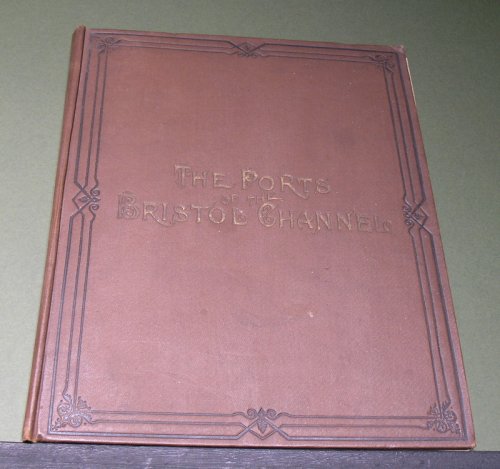 THE PORTS
OF THE
BRISTOL CHANNEL